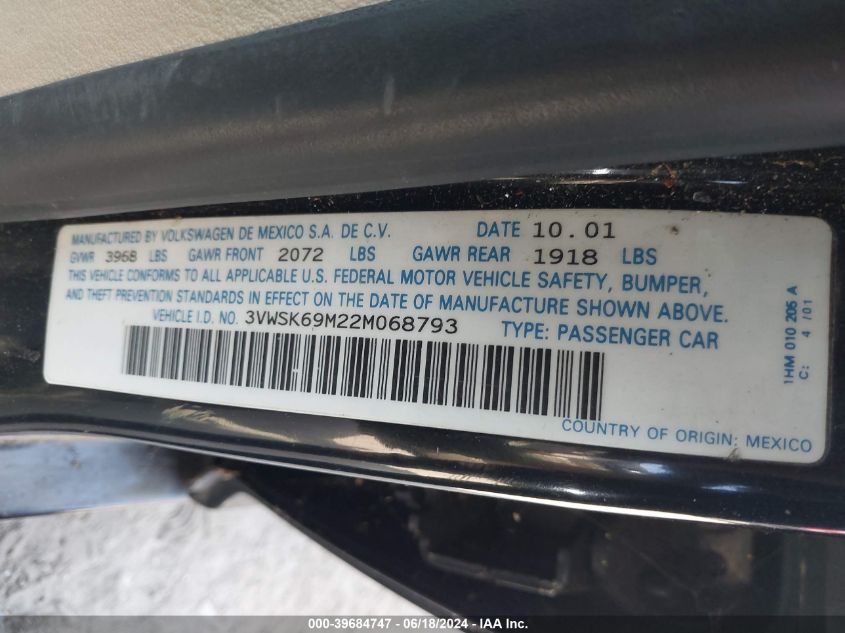 MANUFACTURED BY VOLKSWAGEN DE MEXICO S.A. DE C.V. DATE 10.01
GVWR 3968 LBS GAWR FRONT 2072 LBS GAWR REAR 1918 LBS
THIS VEHICLE CONFORMS TO ALL APPLICABLE U.S. FEDERAL MOTOR VEHICLE SAFETY, BUMPER,
AND THEFT PREVENTION STANDARDS IN EFFECT ON THE DATE OF MANUFACTURE SHOWN ABOVE.
VEHICLE I.D. NO. 3VWSK69M22M068793 TYPE: PASSENGER CAR
COUNTRY OF ORIGIN: MEXICO
1HM 010 205 A
C: 4/01
000-39684747 - 06/18/2024 - IAA Inc.